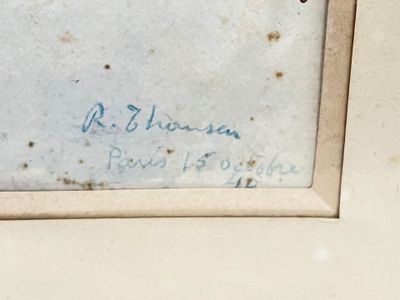 R. Thomsen
Paris 15 octobre